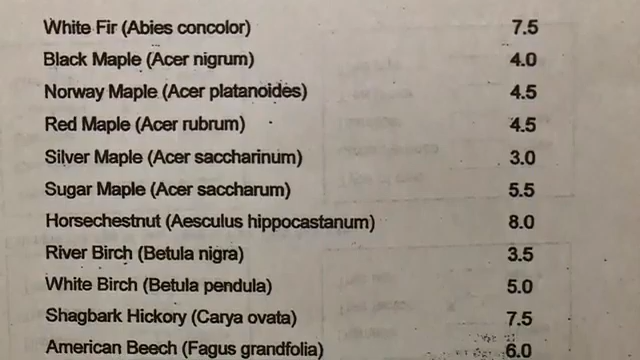 White Fir (Abies concolor) 7.5
Black Maple (Acer nigrum) 4.0
Norway Maple (Acer platanoides) 4.5
Red Maple (Acer rubrum) 4.5
Silver Maple (Acer saccharinum) 3.0
Sugar Maple (Acer saccharum) 5.5
Horsechestnut (Aesculus hippocastanum) 8.0
River Birch (Betula nigra) 3.5
White Birch (Betula pendula) 5.0
Shagbark Hickory (Carya ovata) 7.5
American Beech (Fagus grandfolia) 6.0